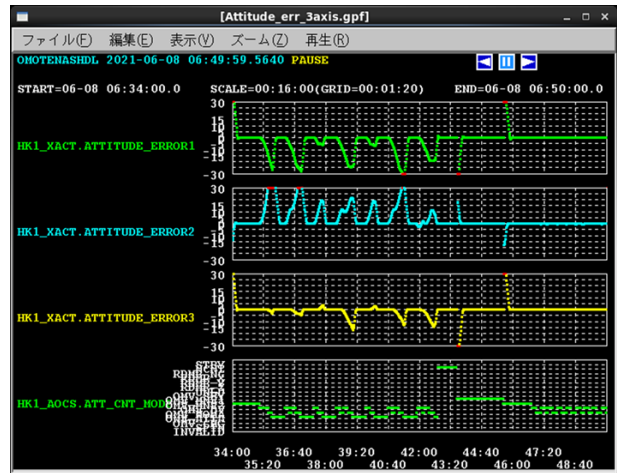 [Attitude_err_3axis.gpf]
ファイル(F) 編集(E) 表示(V) ズーム(Z) 再生(R)
OMOTENASHDL 2021-06-08 06:49:59.5640 PAUSE
START=06-08 06:34:00.0 SCALE=00:16:00(GRID=00:01:20) END=06-08 06:50:00.0
30
15
10
0
-15
-30
HK1_XACT.ATTITUDE_ERROR1
30
15
10
0
-15
-30
HK1_XACT.ATTITUDE_ERROR2
30
15
10
0
-15
-30
HK1_XACT.ATTITUDE_ERROR3
HK1_AOCS.ATT_CNT_MOD
INVALID
34:00 36:40 39:20 42:00 44:40 47:20
35:20 38:00 40:40 43:20 46:00 48:40